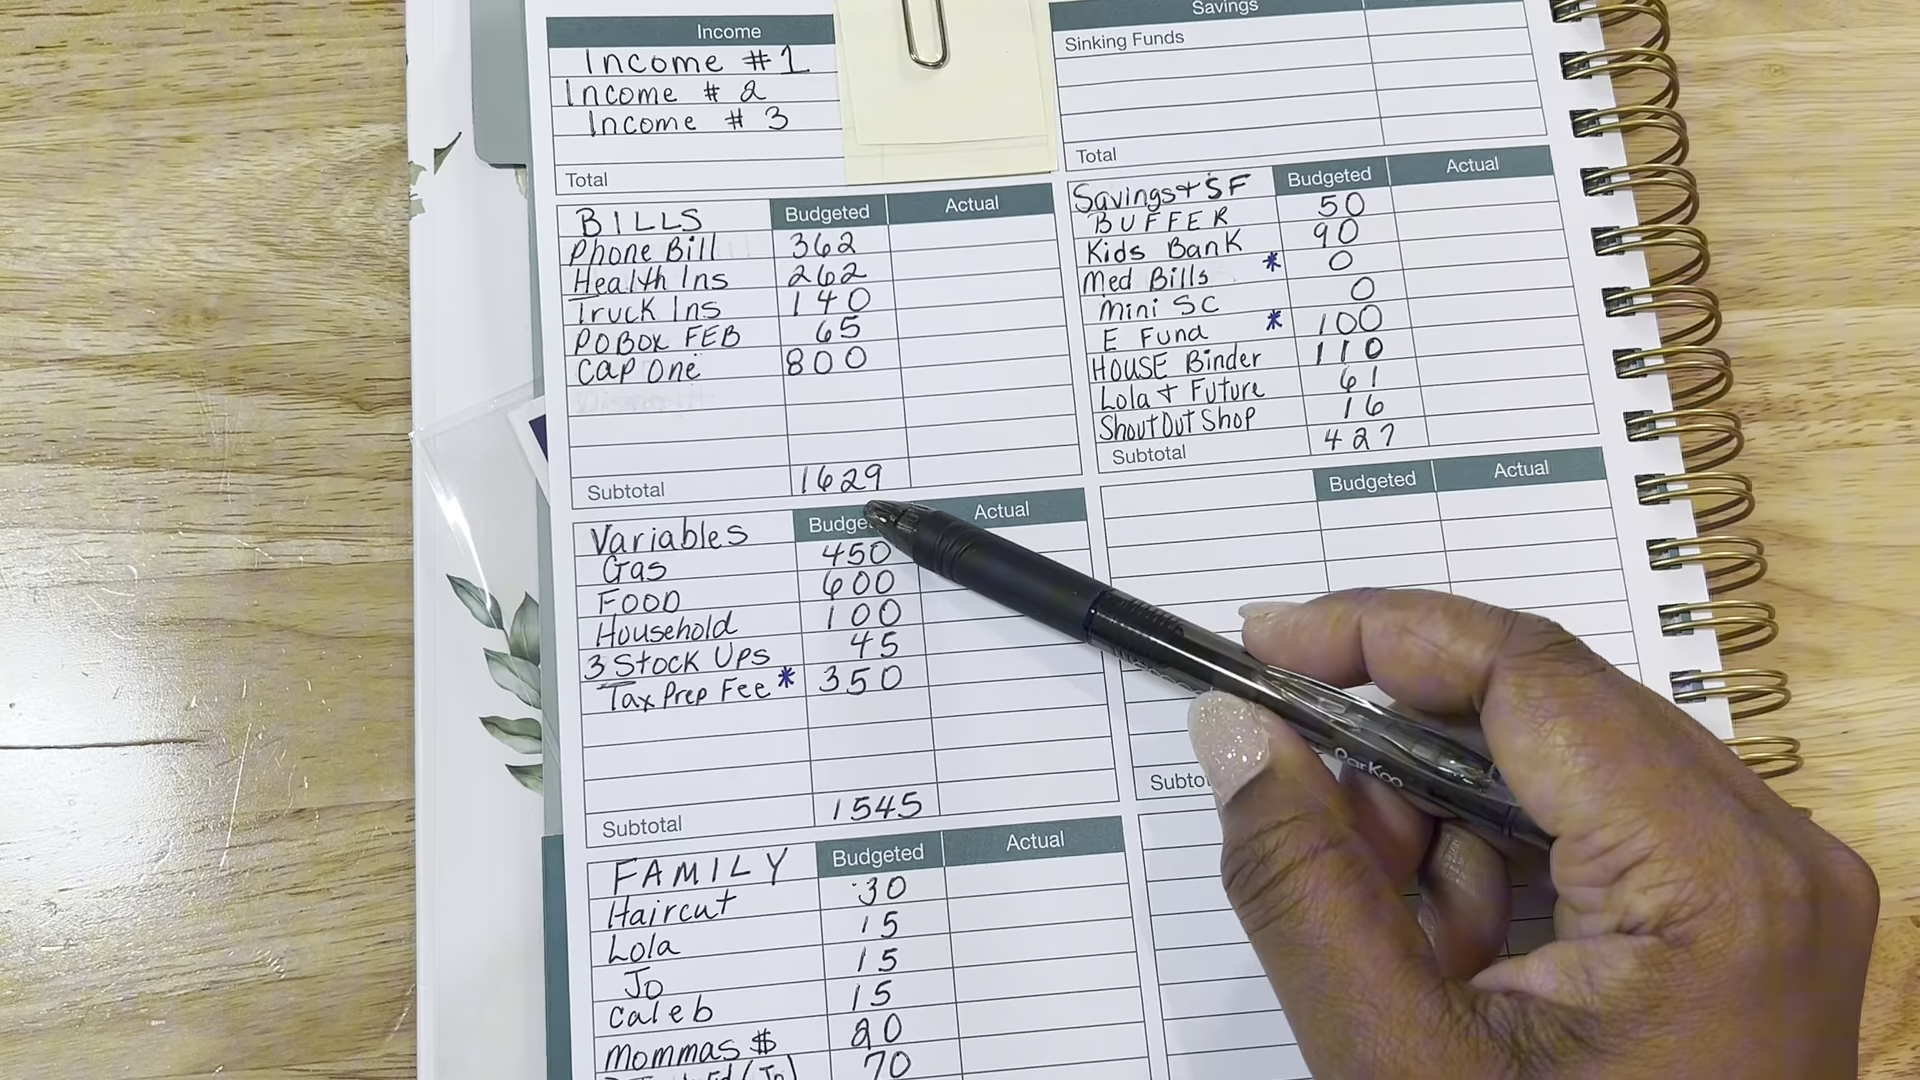 Income
Income #1
Income # 2
Income # 3
Total
Savings
Sinking Funds
Total
BILLS Budgeted Actual
Phone Bill 362
Health Ins 262
Truck Ins 140
PO BOX FEB 65
Cap One 800
Subtotal 1629
Savings + SF Budgeted Actual
BUFFER 50
Kids Bank 90
Med Bills * 0
Mini SC 0
E Fund * 100
HOUSE Binder 110
Lola + Future 61
ShoutOut Shop 16
Subtotal 427
Variables Actual
Gas 450
FOOD 600
Household 100
3 Stock Ups 45
Tax Prep Fee * 350
Subtotal 1545
Budgeted Actual
FAMILY Budgeted Actual
Haircut 30
Lola 15
Jo 15
Caleb 15
Mommas $ 20
70
ParKoo